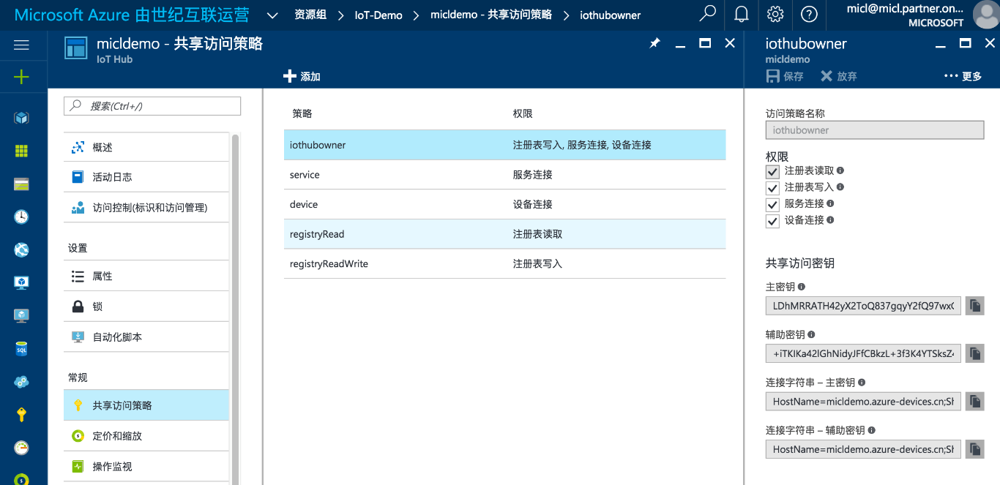 Microsoft Azure 由世纪互联运营
资源组
IoT-Demo
micldemo - 共享访问策略
iothubowner
micl@micl.partner.on...
MICROSOFT
micldemo - 共享访问策略
IoT Hub
添加
搜索(Ctrl+/)
概述
活动日志
访问控制(标识和访问管理)
设置
属性
锁
自动化脚本
常规
共享访问策略
定价和缩放
操作监视
策略 权限
iothubowner 注册表写入, 服务连接, 设备连接
service 服务连接
device 设备连接
registryRead 注册表读取
registryReadWrite 注册表写入
iothubowner
micldemo
保存 放弃 更多
访问策略名称
iothubowner
权限
注册表读取
注册表写入
服务连接
设备连接
共享访问密钥
主密钥
LDhMRRATH42yX2ToQ837gqyY2fQ97wx
辅助密钥
+iTKIKa42lGhNidyJFfCBkzL+3f3K4YTSksZ
连接字符串 – 主密钥
HostName=micldemo.azure-devices.cn;Sh
连接字符串 – 辅助密钥
HostName=micldemo.azure-devices.cn;Sh
SQL